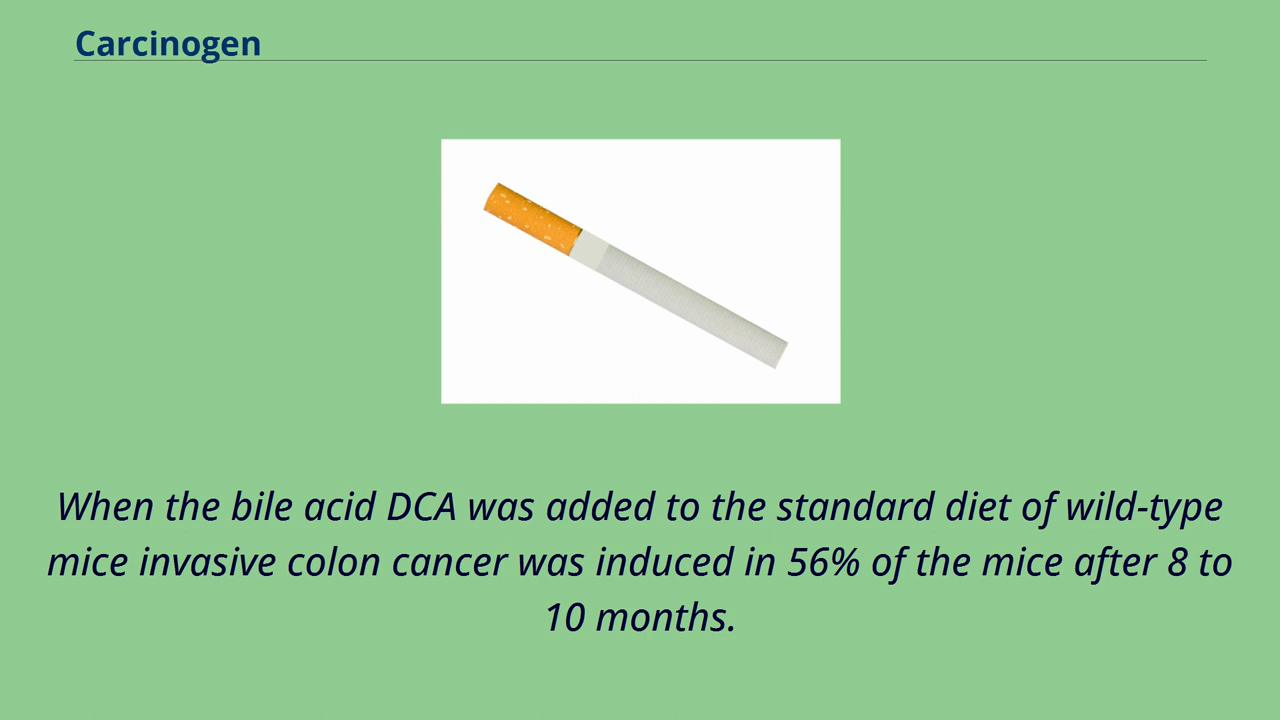 Carcinogen
When the bile acid DCA was added to the standard diet of wild-type
mice invasive colon cancer was induced in 56% of the mice after 8 to
10 months.